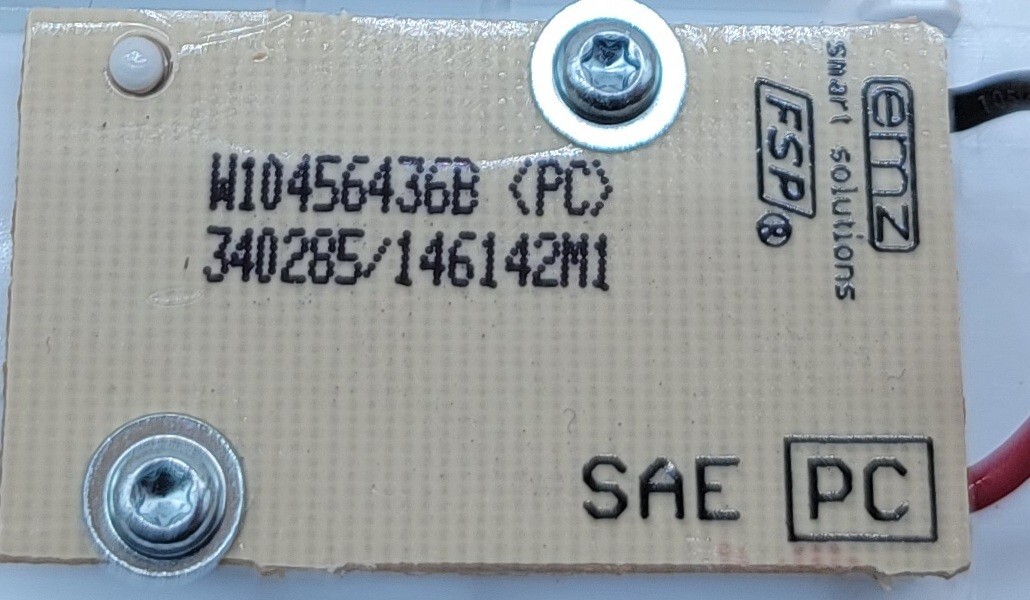 W10456436B (PC)
340285/146142M1
emz
smart solutions
FSP®
SAE PC